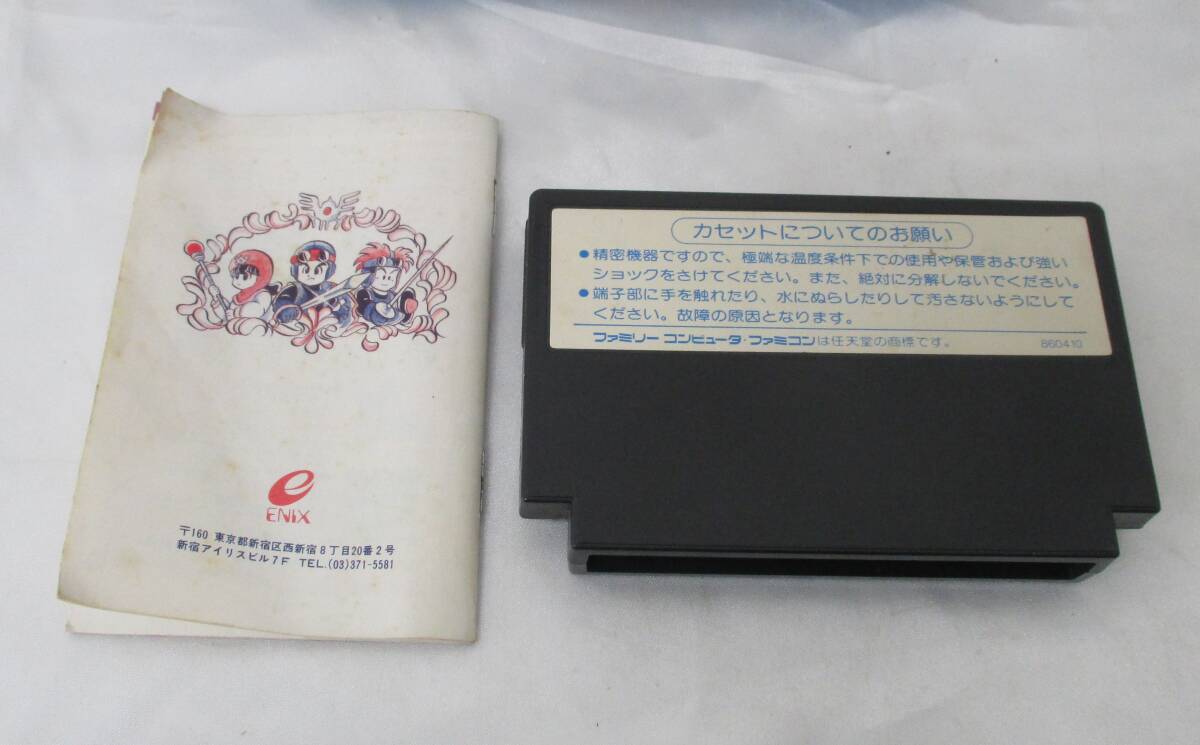 ENIX
〒160 東京都新宿区西新宿8丁目20番2号
新宿アイリスビル7F TEL.(03)371-5581
カセットについてのお願い
●精密機器ですので、極端な温度条件下での使用や保管および強い
ショックをさけてください。また、絶対に分解しないでください。
●端子部に手を触れたり、水にぬらしたりして汚さないようにして
ください。故障の原因となります。
ファミリーコンピュータ・ファミコンは任天堂の商標です。 860410